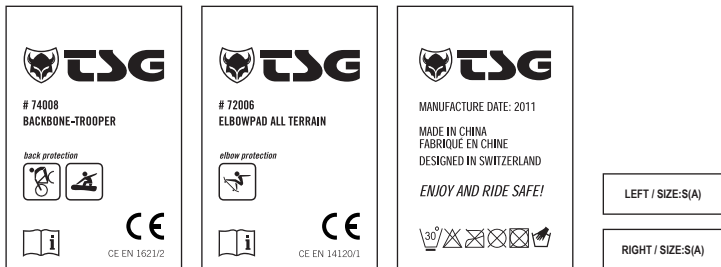 TSG
# 74008
BACKBONE-TROOPER
back protection
i
CE
CE EN 1621/2
TSG
# 72006
ELBOWPAD ALL TERRAIN
elbow protection
i
CE
CE EN 14120/1
TSG
MANUFACTURE DATE: 2011
MADE IN CHINA
FABRIQUÉ EN CHINE
DESIGNED IN SWITZERLAND
ENJOY AND RIDE SAFE!
30°
LEFT / SIZE:S(A)
RIGHT / SIZE:S(A)